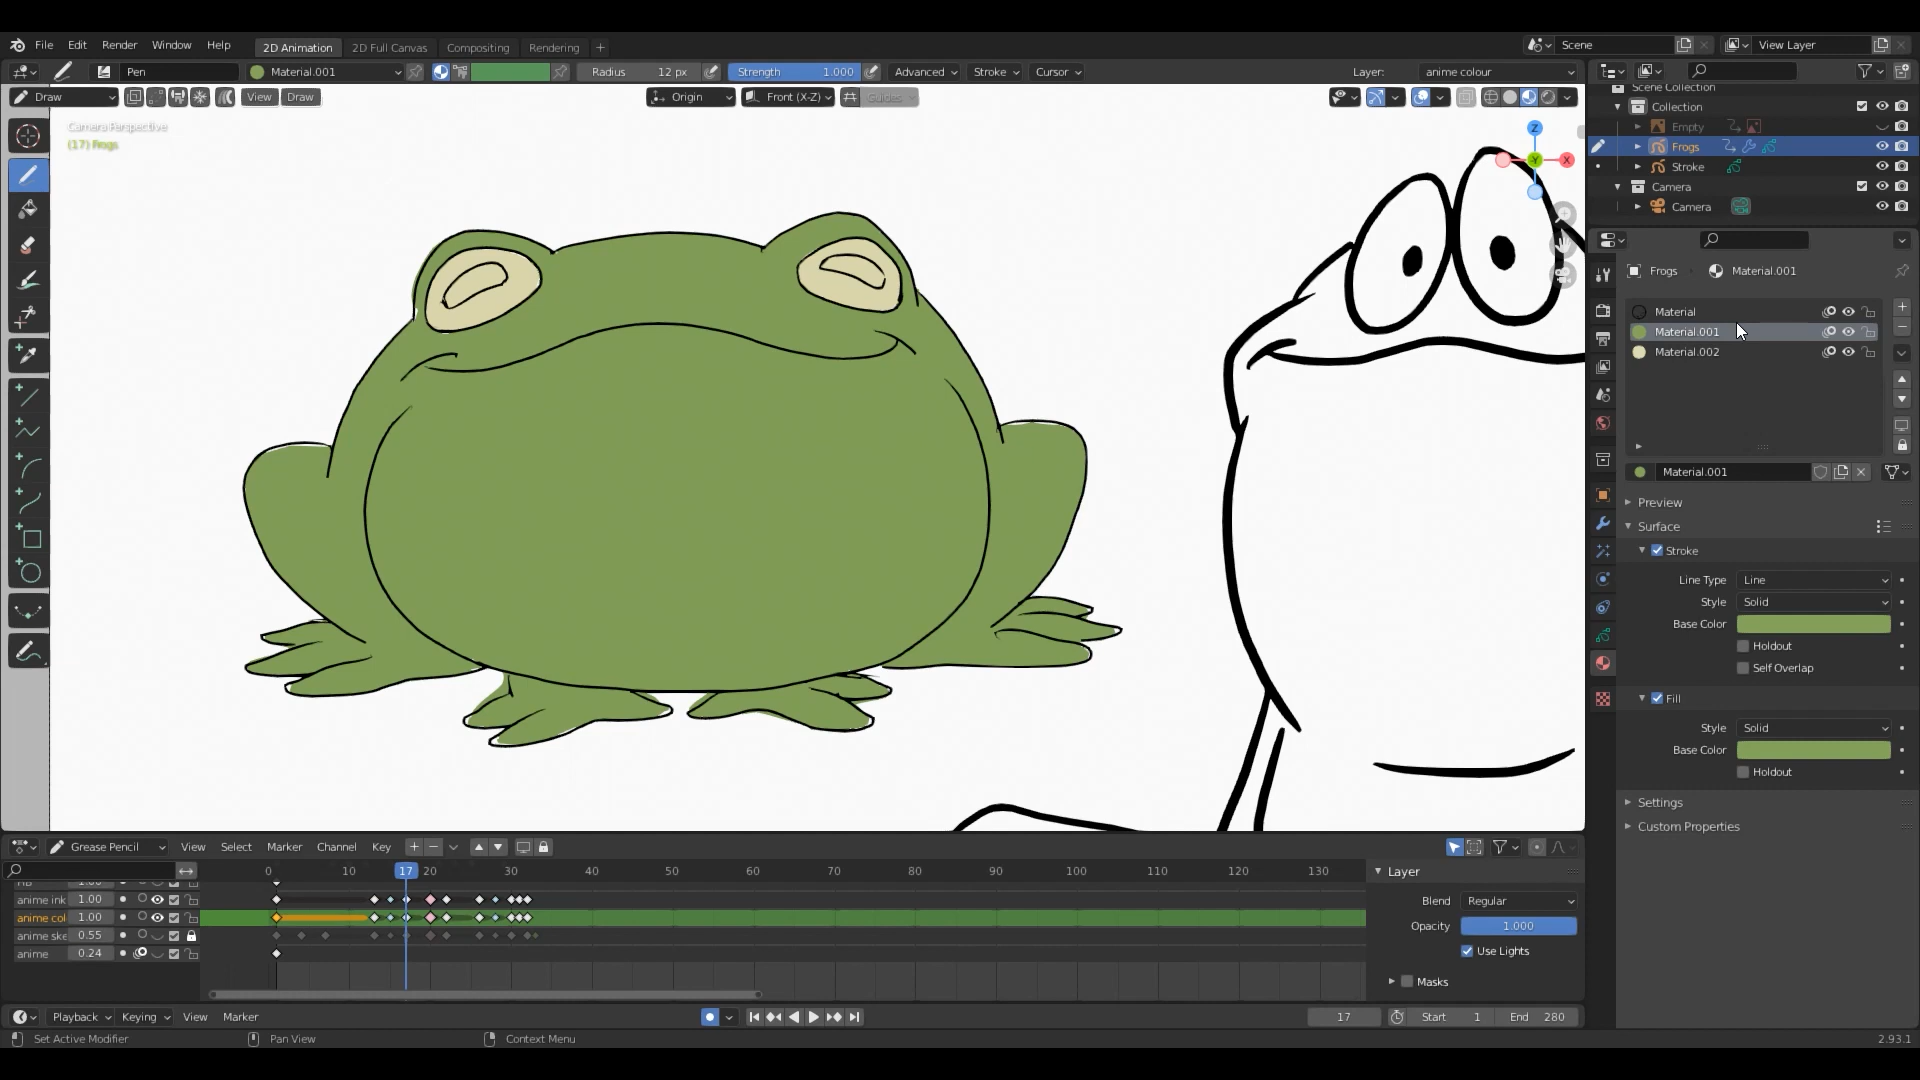 File Edit Render Window Help 2D Animation 2D Full Canvas Compositing Rendering + Scene View Layer
Pen Material.001 Radius 12 px Strength 1.000 Advanced Stroke Cursor Layer: anime colour
Draw View Draw Origin Front (X-Z) Guides
Camera Perspective
(17) Frogs
Z
Y X
Scene Collection
Collection
Empty
Frogs
Stroke
Camera
Camera
Frogs Material.001
Material
Material.001
Material.002
Material.001
Preview
Surface
Stroke
Line Type Line
Style Solid
Base Color
Holdout
Self Overlap
Fill
Style Solid
Base Color
Holdout
Settings
Custom Properties
Grease Pencil View Select Marker Channel Key
0 10 17 20 30 40 50 60 70 80 90 100 110 120 130
anime ink 1.00
anime col 1.00
anime ske 0.55
anime 0.24
Layer
Blend Regular
Opacity 1.000
Use Lights
Masks
Playback Keying View Marker 17 Start 1 End 280
Set Active Modifier Pan View Context Menu 2.93.1